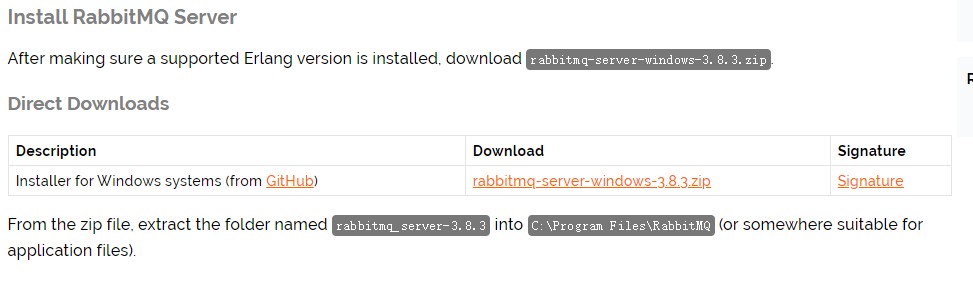 Install RabbitMQ Server
After making sure a supported Erlang version is installed, download rabbitmq-server-windows-3.8.3.zip.
Direct Downloads
Description Download Signature
Installer for Windows systems (from GitHub) rabbitmq-server-windows-3.8.3.zip Signature
From the zip file, extract the folder named rabbitmq_server-3.8.3 into C:\Program Files\RabbitMQ (or somewhere suitable for
application files).